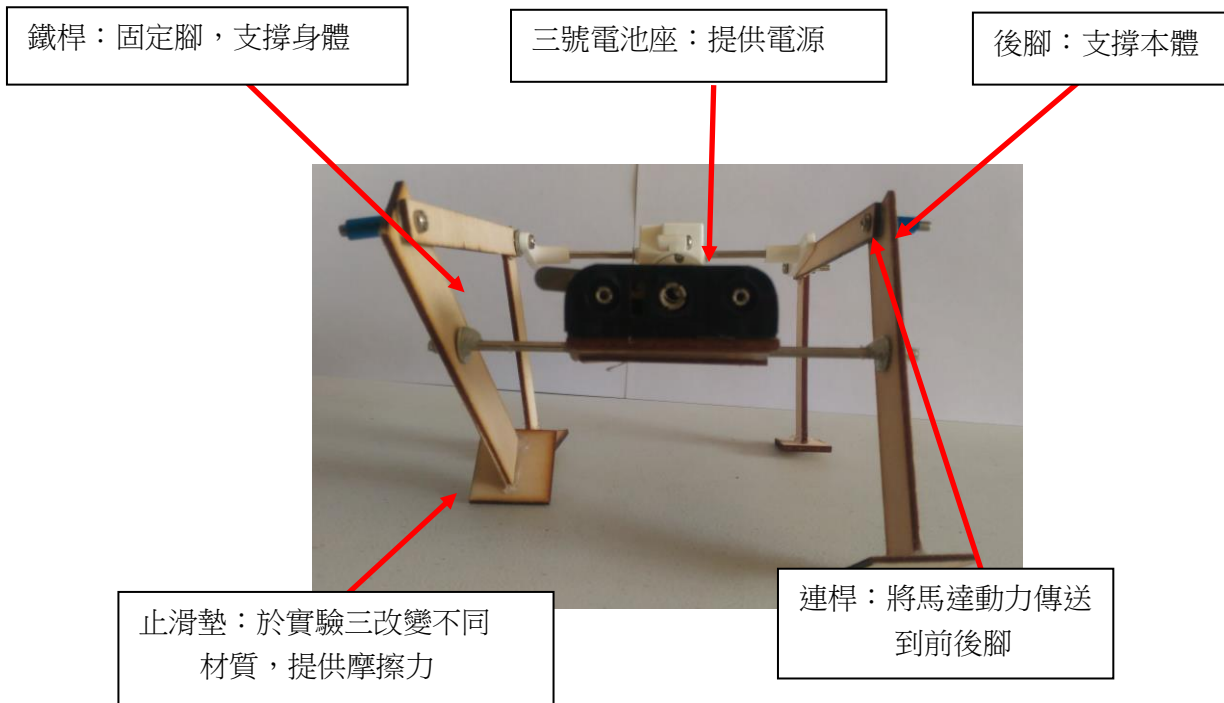 鐵桿：固定腳，支撐身體
三號電池座：提供電源
後腳：支撐本體
止滑墊：於實驗三改變不同
材質，提供摩擦力
連桿：將馬達動力傳送
到前後腳